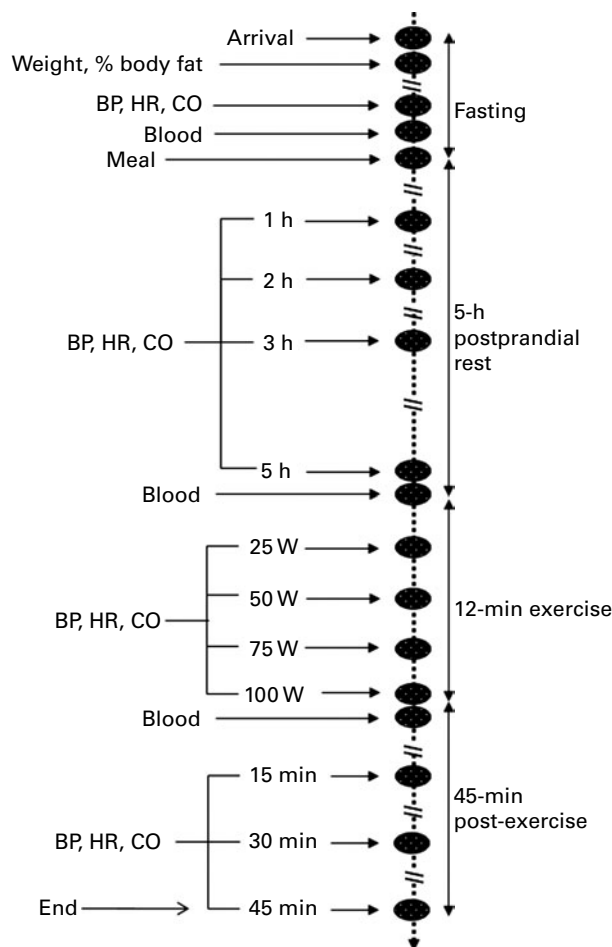 Arrival
Weight, % body fat
BP, HR, CO
Fasting
Blood
Meal
1 h
2 h
BP, HR, CO
3 h
5-h
postprandial
rest
5 h
Blood
25 W
50 W
BP, HR, CO
12-min exercise
75 W
100 W
Blood
15 min
45-min
post-exercise
BP, HR, CO
30 min
End
45 min